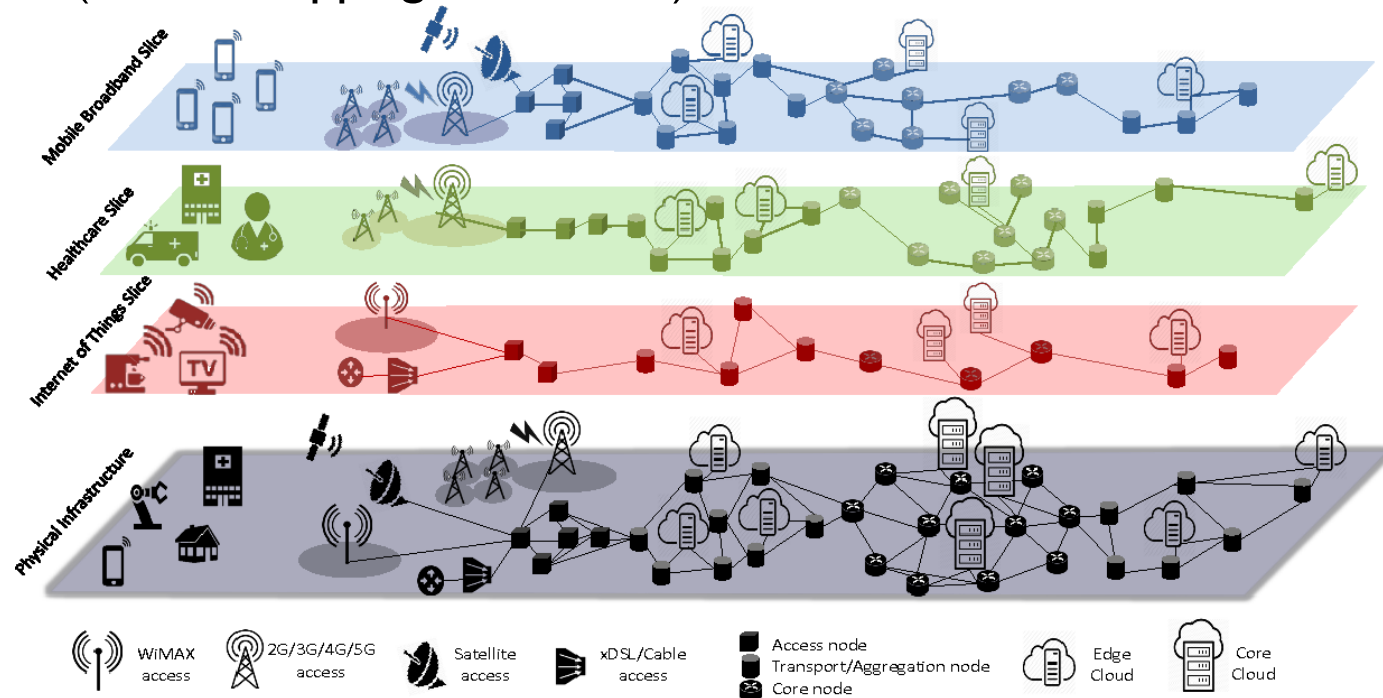 Mobile Broadband Slice
Healthcare Slice
Internet of Things Slice
TV
Physical Infrastructure
WiMAX
access
2G/3G/4G/5G
access
Satellite
access
xDSL/Cable
access
Access node
Transport/Aggregation node
Core node
Edge
Cloud
Core
Cloud